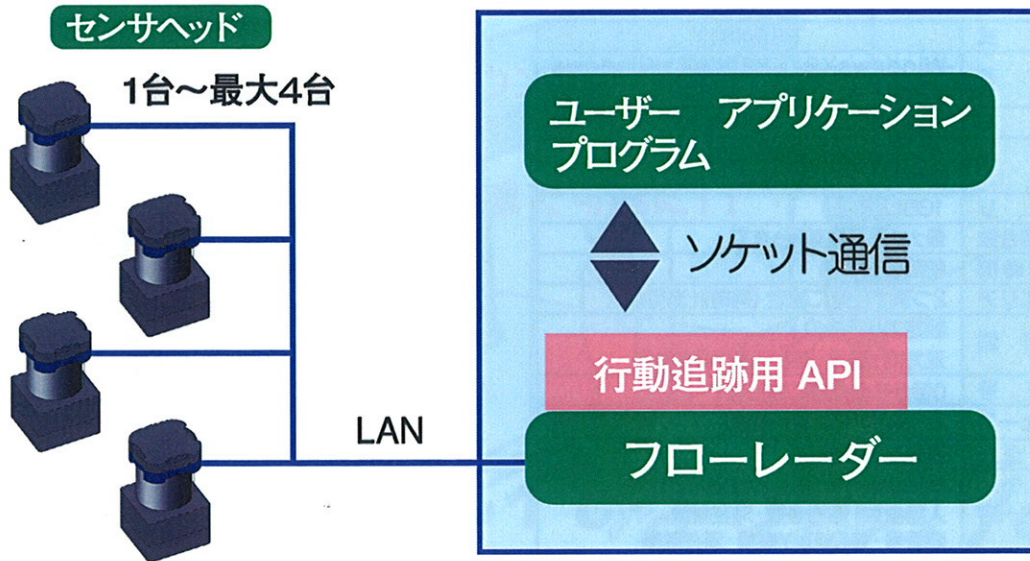 センサヘッド
1台～最大4台
LAN
ユーザー アプリケーション
プログラム
ソケット通信
行動追跡用 API
フローレーダー